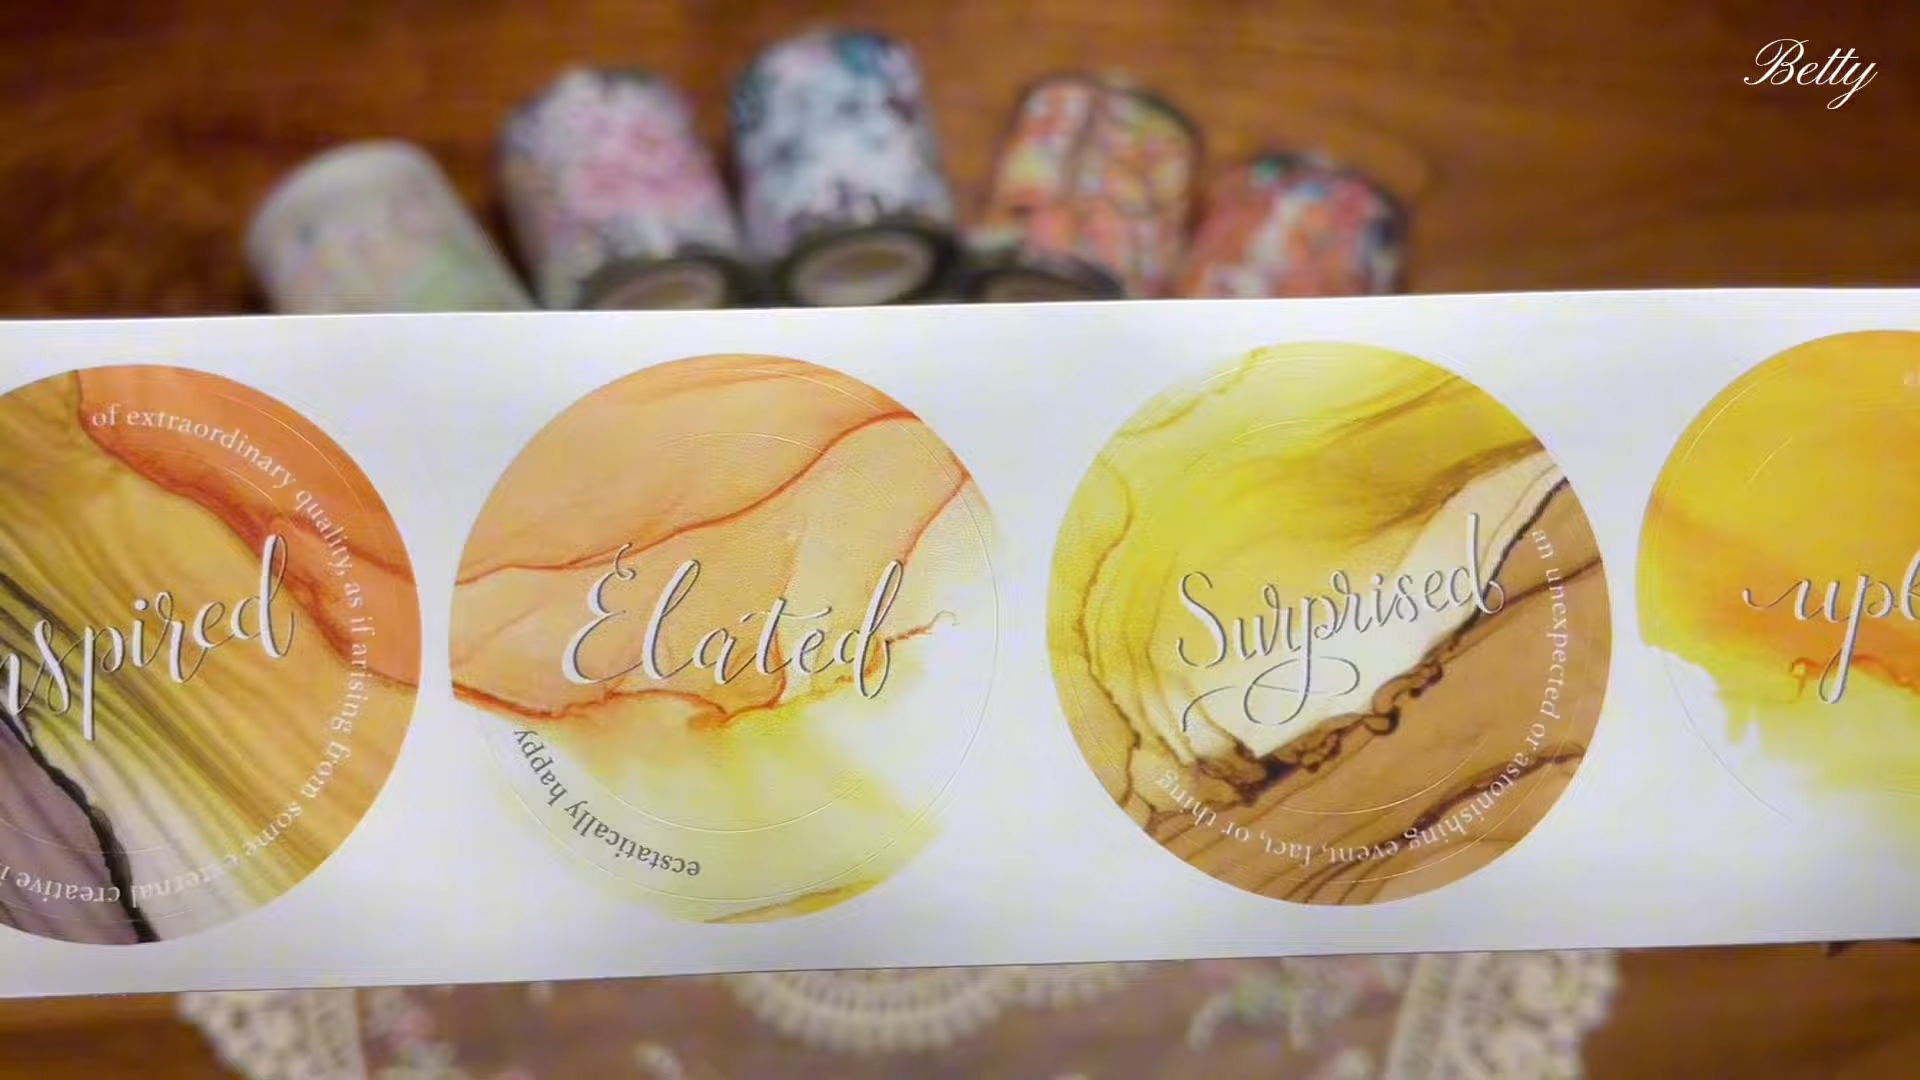 Betty
of extraordinary quality, as if arising from some external creative
nspired
Elated
ecstatically happy
Surprised
an unexpected or astonishing event, fact, or thing